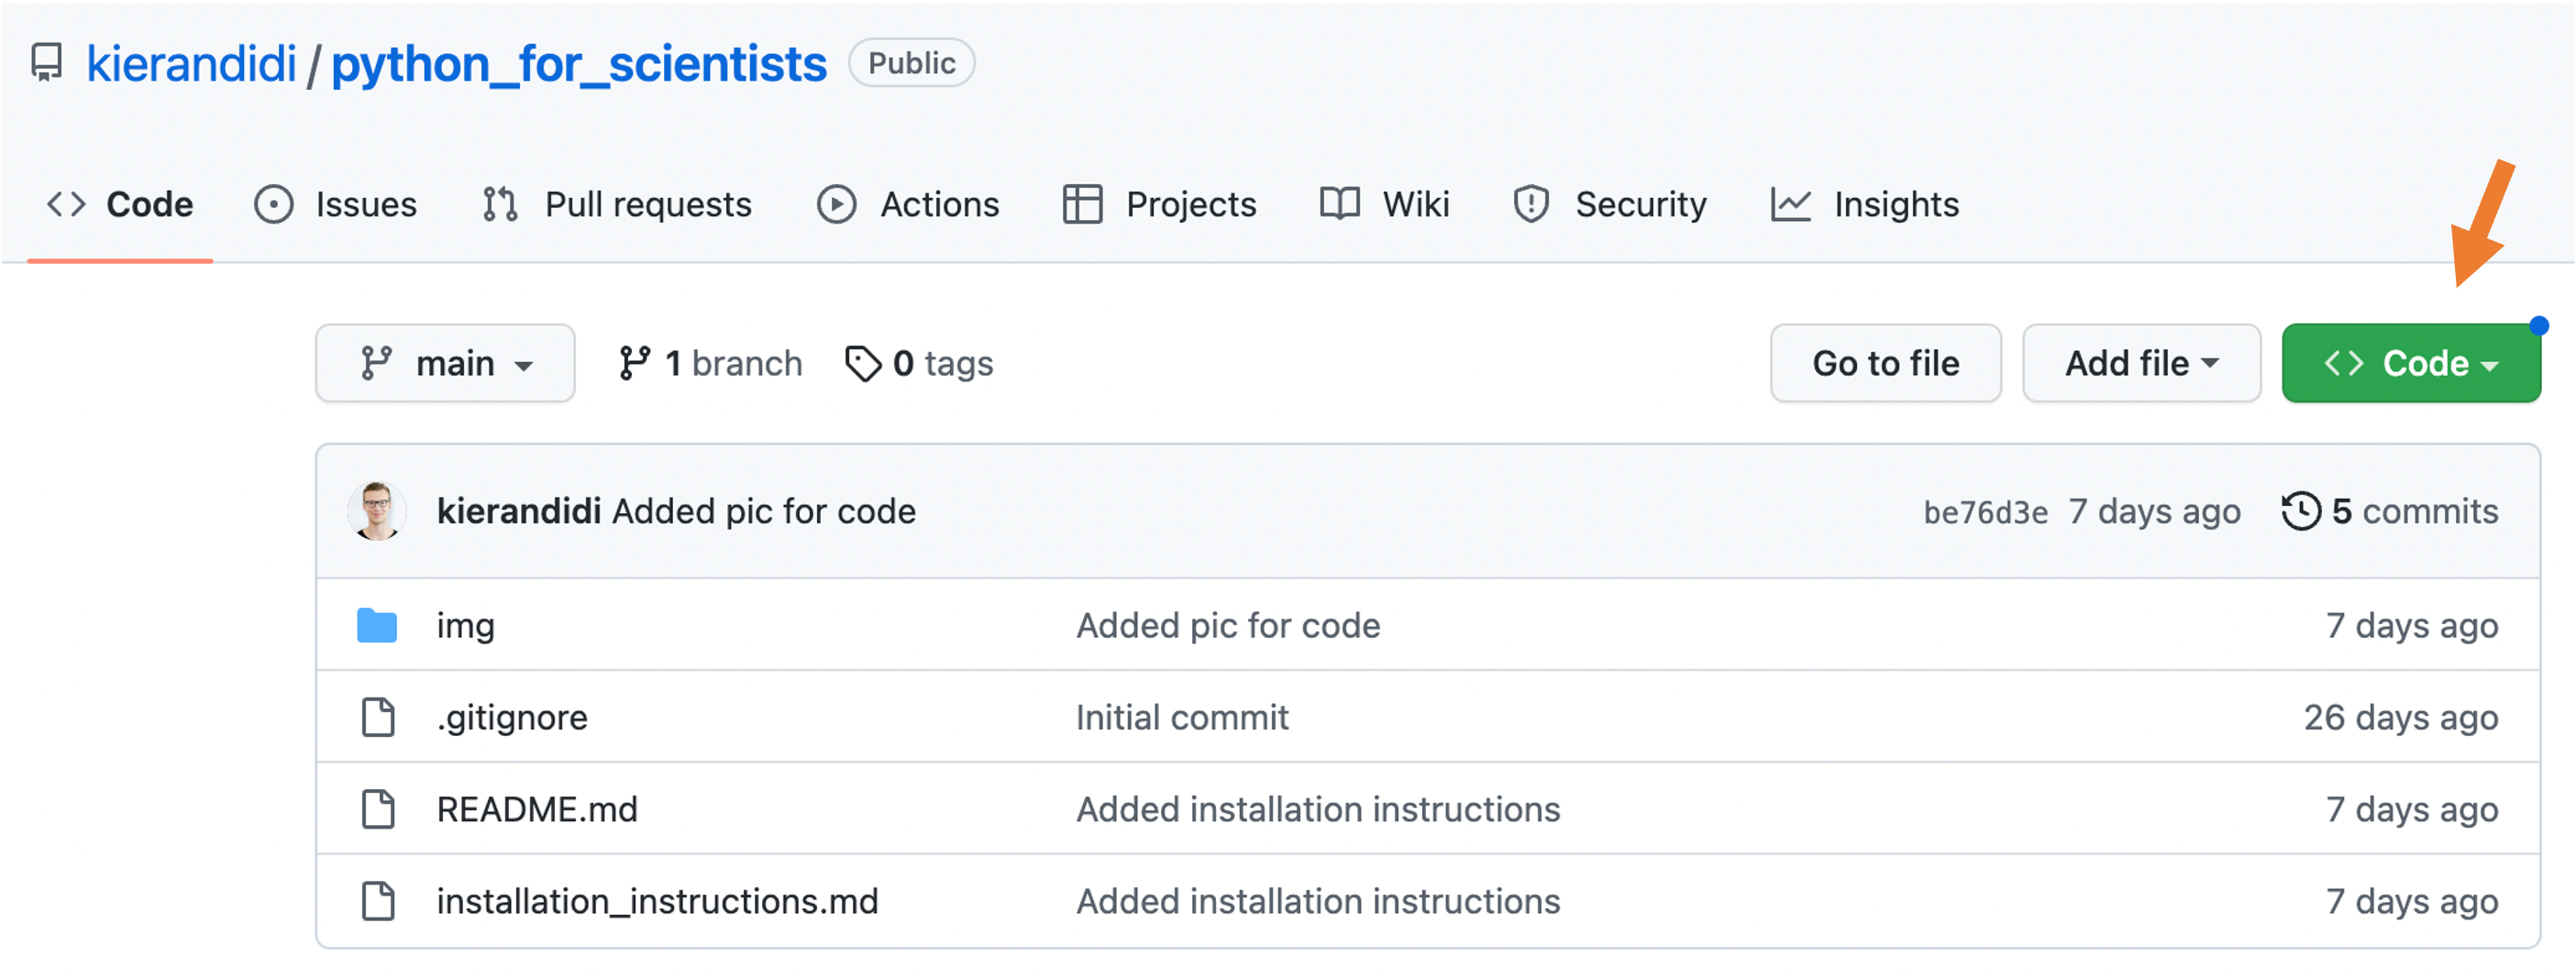 kierandidi / python_for_scientists Public
Code Issues Pull requests Actions Projects Wiki Security Insights
main 1 branch 0 tags Go to file Add file Code
kierandidi Added pic for code be76d3e 7 days ago 5 commits
img Added pic for code 7 days ago
.gitignore Initial commit 26 days ago
README.md Added installation instructions 7 days ago
installation_instructions.md Added installation instructions 7 days ago